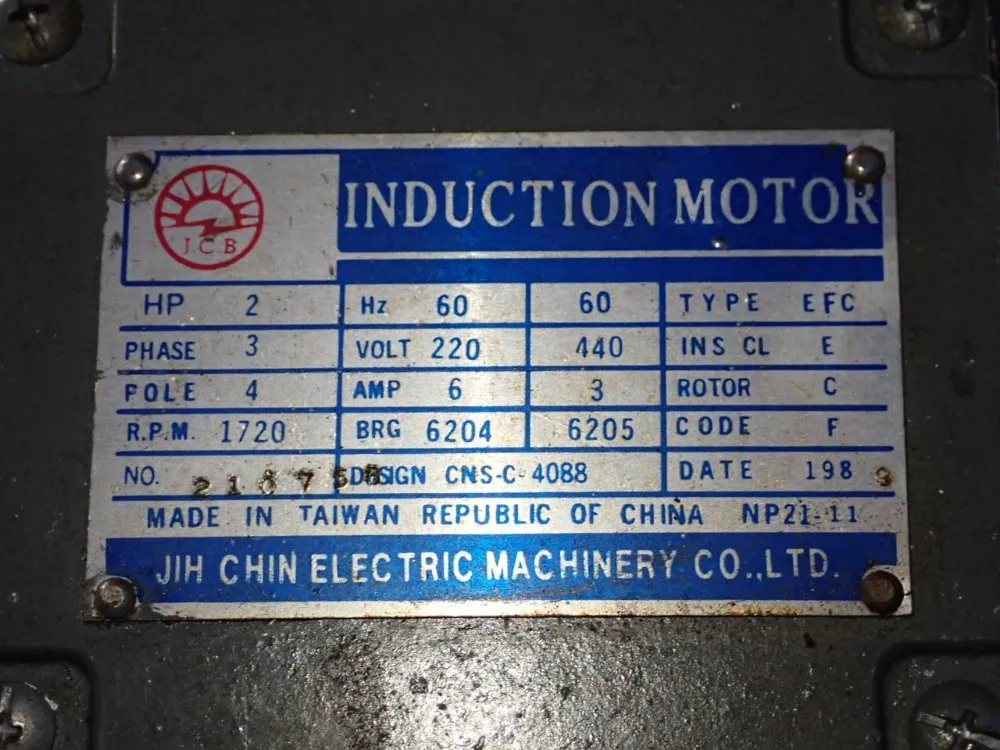 J.C.B
INDUCTION MOTOR
HP 2 Hz 60 60 TYPE EFC
PHASE 3 VOLT 220 440 INS CL E
POLE 4 AMP 6 3 ROTOR C
R.P.M. 1720 BRG 6204 6205 CODE F
NO. DESIGN CNS-C-4088 DATE 1989
MADE IN TAIWAN REPUBLIC OF CHINA NP21-11
JIH CHIN ELECTRIC MACHINERY CO.,LTD.